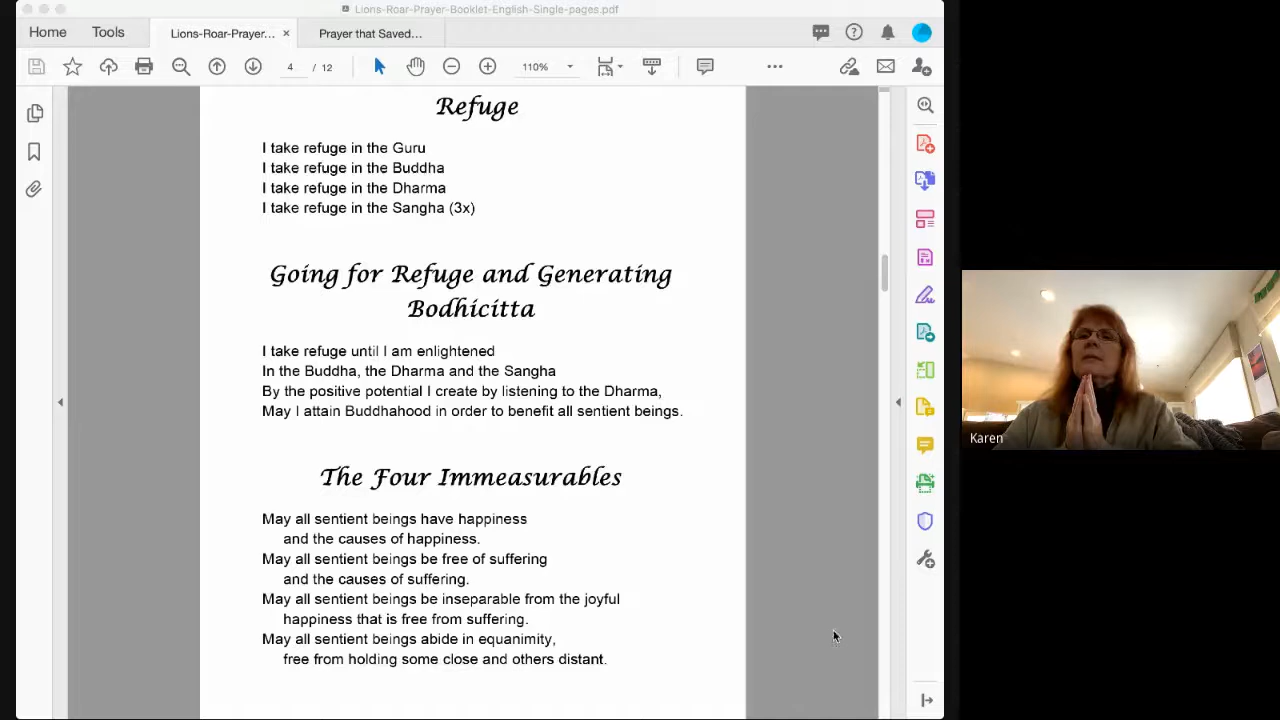 Lions-Roar-Prayer-Booklet-English-Single-pages.pdf
Home
Tools
Lions-Roar-Prayer... ×
Prayer that Saved...
4 / 12
110%
Refuge
I take refuge in the Guru
I take refuge in the Buddha
I take refuge in the Dharma
I take refuge in the Sangha (3x)
Going for Refuge and Generating
Bodhicitta
I take refuge until I am enlightened
In the Buddha, the Dharma and the Sangha
By the positive potential I create by listening to the Dharma,
May I attain Buddhahood in order to benefit all sentient beings.
The Four Immeasurables
May all sentient beings have happiness
and the causes of happiness.
May all sentient beings be free of suffering
and the causes of suffering.
May all sentient beings be inseparable from the joyful
happiness that is free from suffering.
May all sentient beings abide in equanimity,
free from holding some close and others distant.
Karen